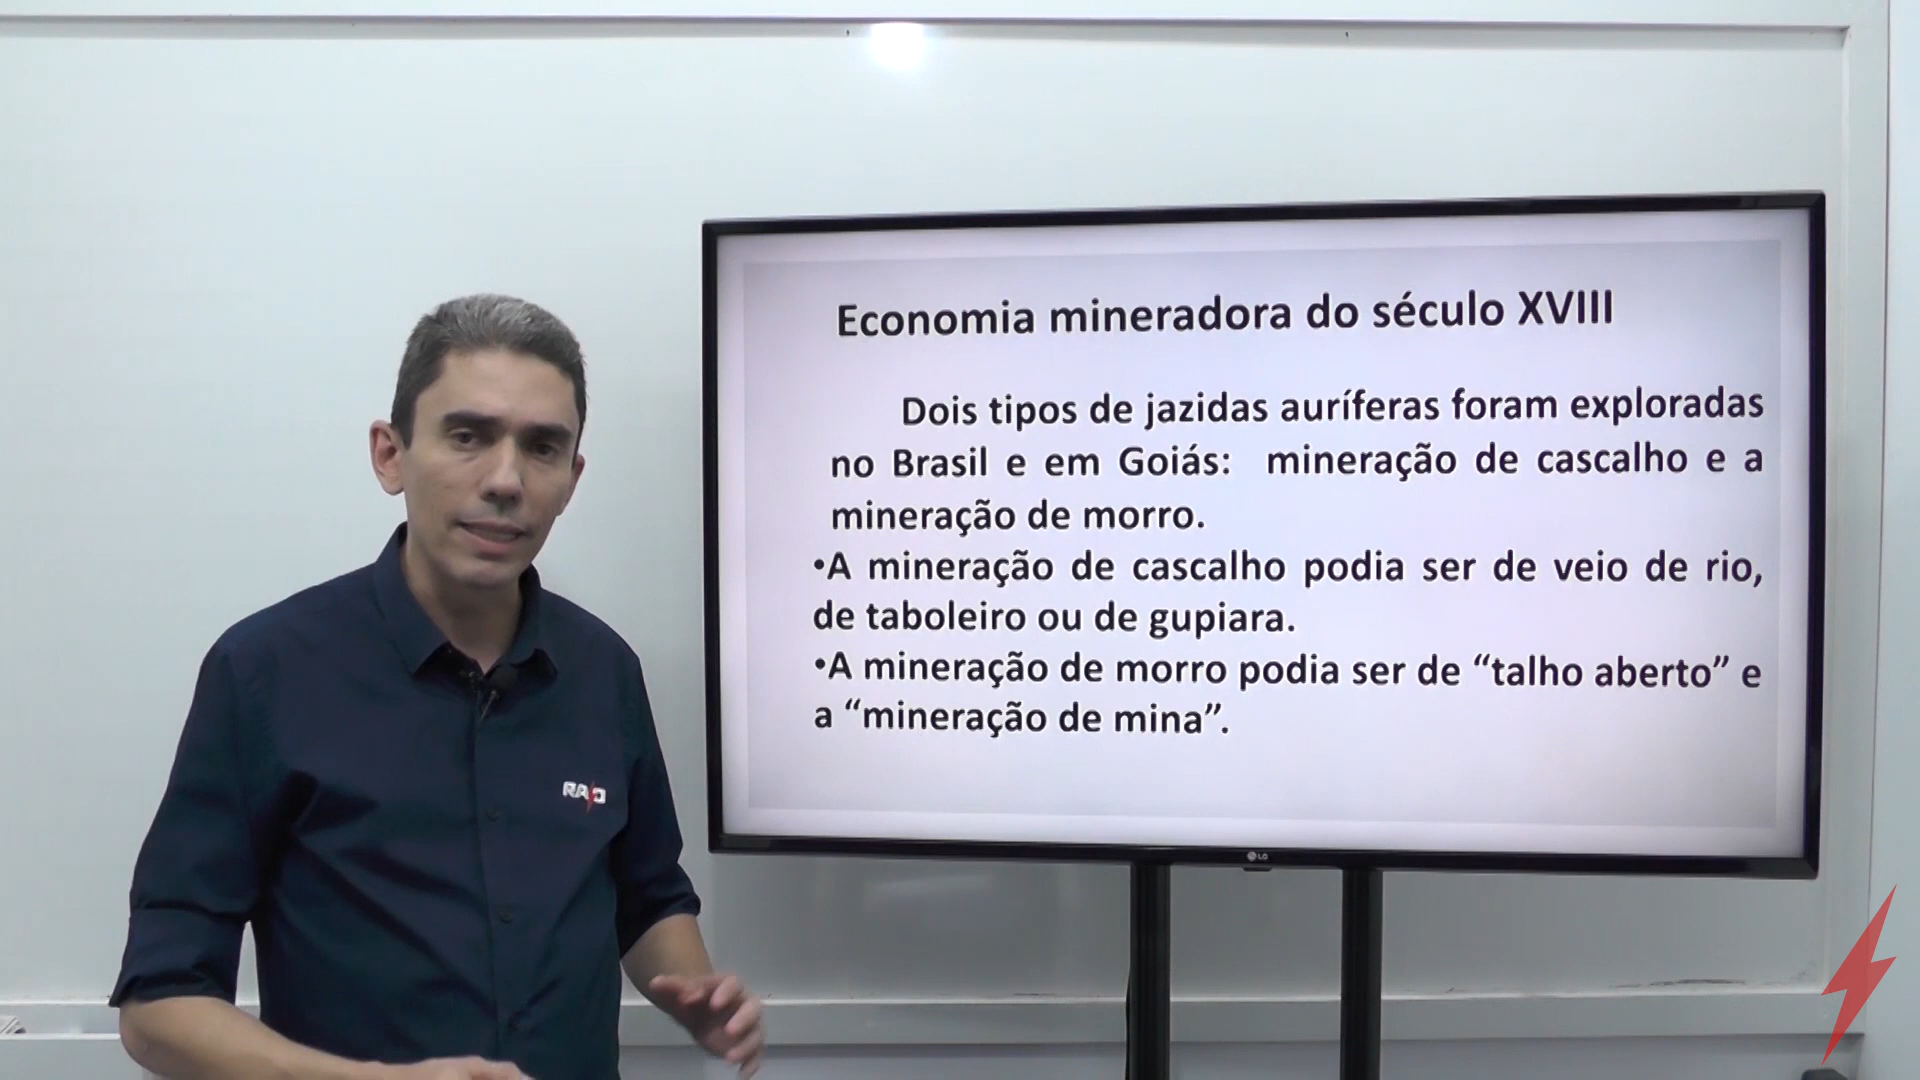 Economia mineradora do século XVIII
Dois tipos de jazidas auríferas foram exploradas
no Brasil e em Goiás: mineração de cascalho e a
mineração de morro.
•A mineração de cascalho podia ser de veio de rio,
de taboleiro ou de gupiara.
•A mineração de morro podia ser de “talho aberto” e
a “mineração de mina”.
RAIO
LG